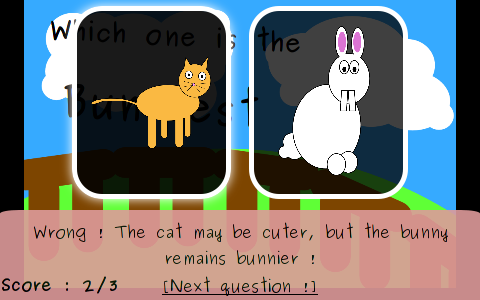 Which one is the
Bunniest
Wrong ! The cat may be cuter, but the bunny
remains bunnier !
Score : 2/3
[Next question !]